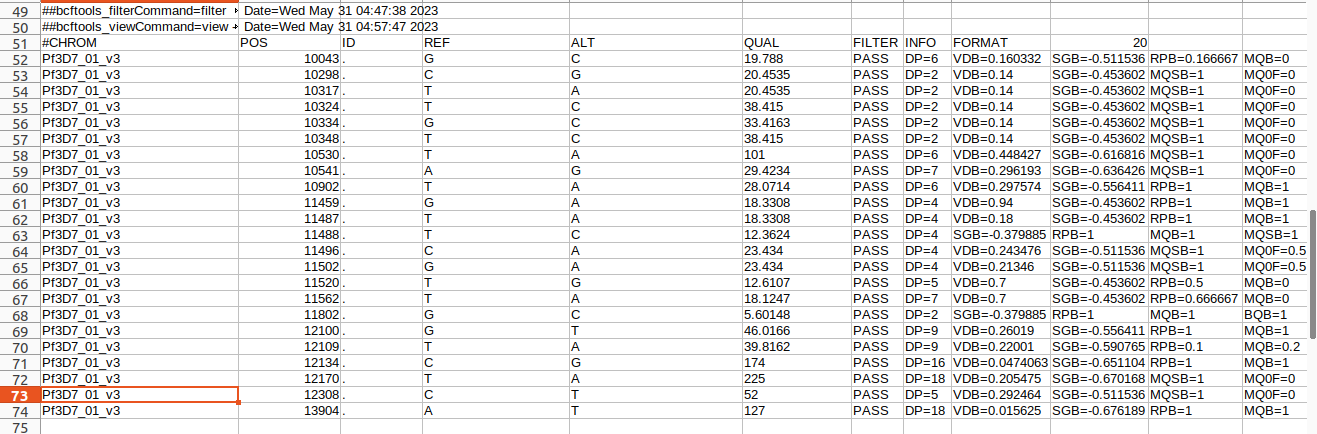 49 ##bcftools_filterCommand=filter Date=Wed May 31 04:47:38 2023
50 ##bcftools_viewCommand=view Date=Wed May 31 04:57:47 2023
51 #CHROM POS ID REF ALT QUAL FILTER INFO FORMAT 20
52 Pf3D7_01_v3 10043 . G C 19.788 PASS DP=6 VDB=0.160332 SGB=-0.511536 RPB=0.166667 MQB=0
53 Pf3D7_01_v3 10298 . C G 20.4535 PASS DP=2 VDB=0.14 SGB=-0.453602 MQSB=1 MQ0F=0
54 Pf3D7_01_v3 10317 . T A 20.4535 PASS DP=2 VDB=0.14 SGB=-0.453602 MQSB=1 MQ0F=0
55 Pf3D7_01_v3 10324 . T C 38.415 PASS DP=2 VDB=0.14 SGB=-0.453602 MQSB=1 MQ0F=0
56 Pf3D7_01_v3 10334 . G C 33.4163 PASS DP=2 VDB=0.14 SGB=-0.453602 MQSB=1 MQ0F=0
57 Pf3D7_01_v3 10348 . T C 38.415 PASS DP=2 VDB=0.14 SGB=-0.453602 MQSB=1 MQ0F=0
58 Pf3D7_01_v3 10530 . T A 101 PASS DP=6 VDB=0.448427 SGB=-0.616816 MQSB=1 MQ0F=0
59 Pf3D7_01_v3 10541 . A G 29.4234 PASS DP=7 VDB=0.296193 SGB=-0.636426 MQSB=1 MQ0F=0
60 Pf3D7_01_v3 10902 . T A 28.0714 PASS DP=6 VDB=0.297574 SGB=-0.556411 RPB=1 MQB=1
61 Pf3D7_01_v3 11459 . G A 18.3308 PASS DP=4 VDB=0.94 SGB=-0.453602 RPB=1 MQB=1
62 Pf3D7_01_v3 11487 . T A 18.3308 PASS DP=4 VDB=0.18 SGB=-0.453602 RPB=1 MQB=1
63 Pf3D7_01_v3 11488 . T C 12.3624 PASS DP=4 SGB=-0.379885 RPB=1 MQB=1 MQSB=1
64 Pf3D7_01_v3 11496 . C A 23.434 PASS DP=4 VDB=0.243476 SGB=-0.511536 MQSB=1 MQ0F=0.5
65 Pf3D7_01_v3 11502 . G A 23.434 PASS DP=4 VDB=0.21346 SGB=-0.511536 MQSB=1 MQ0F=0.5
66 Pf3D7_01_v3 11520 . T G 12.6107 PASS DP=5 VDB=0.7 SGB=-0.453602 RPB=0.5 MQB=0
67 Pf3D7_01_v3 11562 . T A 18.1247 PASS DP=7 VDB=0.7 SGB=-0.453602 RPB=0.666667 MQB=0
68 Pf3D7_01_v3 11802 . G C 5.60148 PASS DP=2 SGB=-0.379885 RPB=1 MQB=1 BQB=1
69 Pf3D7_01_v3 12100 . G T 46.0166 PASS DP=9 VDB=0.26019 SGB=-0.556411 RPB=1 MQB=1
70 Pf3D7_01_v3 12109 . T A 39.8162 PASS DP=9 VDB=0.22001 SGB=-0.590765 RPB=0.1 MQB=0.2
71 Pf3D7_01_v3 12134 . C G 174 PASS DP=16 VDB=0.0474063 SGB=-0.651104 RPB=1 MQB=1
72 Pf3D7_01_v3 12170 . T A 225 PASS DP=18 VDB=0.205475 SGB=-0.670168 MQSB=1 MQ0F=0
73 Pf3D7_01_v3 12308 . C T 52 PASS DP=5 VDB=0.292464 SGB=-0.511536 MQSB=1 MQ0F=0
74 Pf3D7_01_v3 13904 . A T 127 PASS DP=18 VDB=0.015625 SGB=-0.676189 RPB=1 MQB=1
75